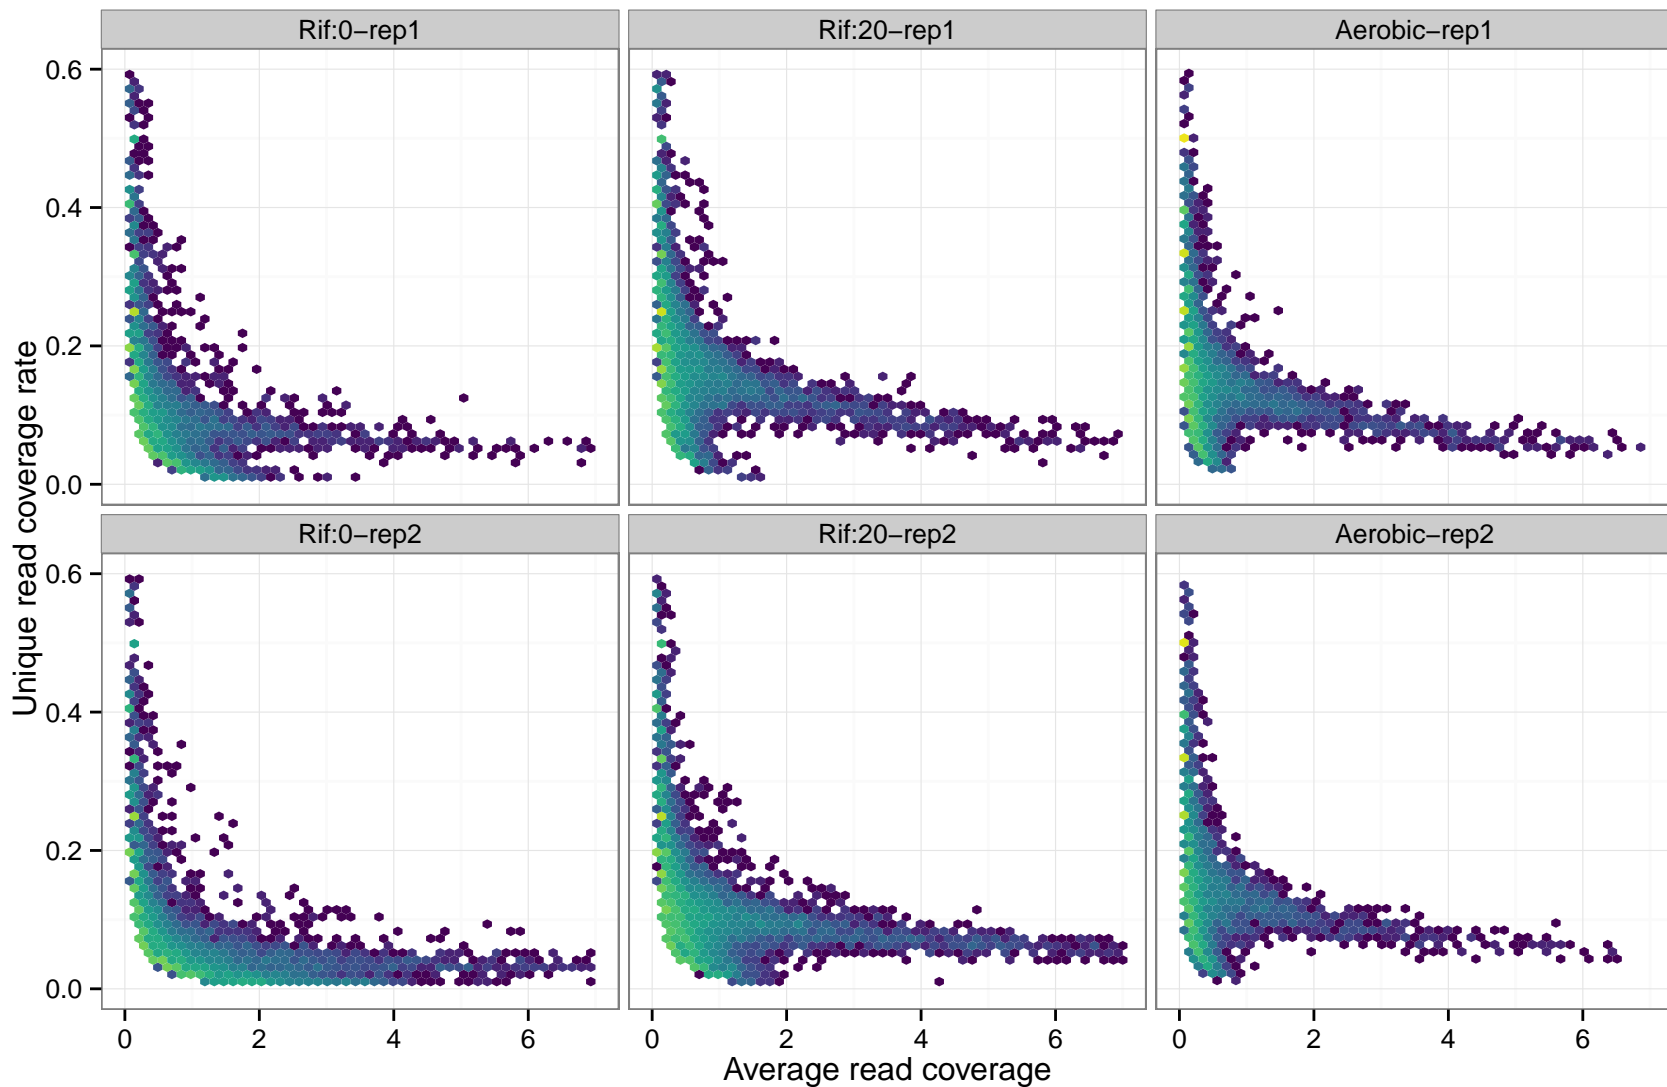 Rif:0−rep1 Rif:20−rep1 Aerobic−rep1
0.6
0.4
0.2
0.0
Rif:0−rep2 Rif:20−rep2 Aerobic−rep2
0.6
0.4
0.2
0.0
0 2 4 6 0 2 4 6 0 2 4 6
Average read coverage
Unique read coverage rate